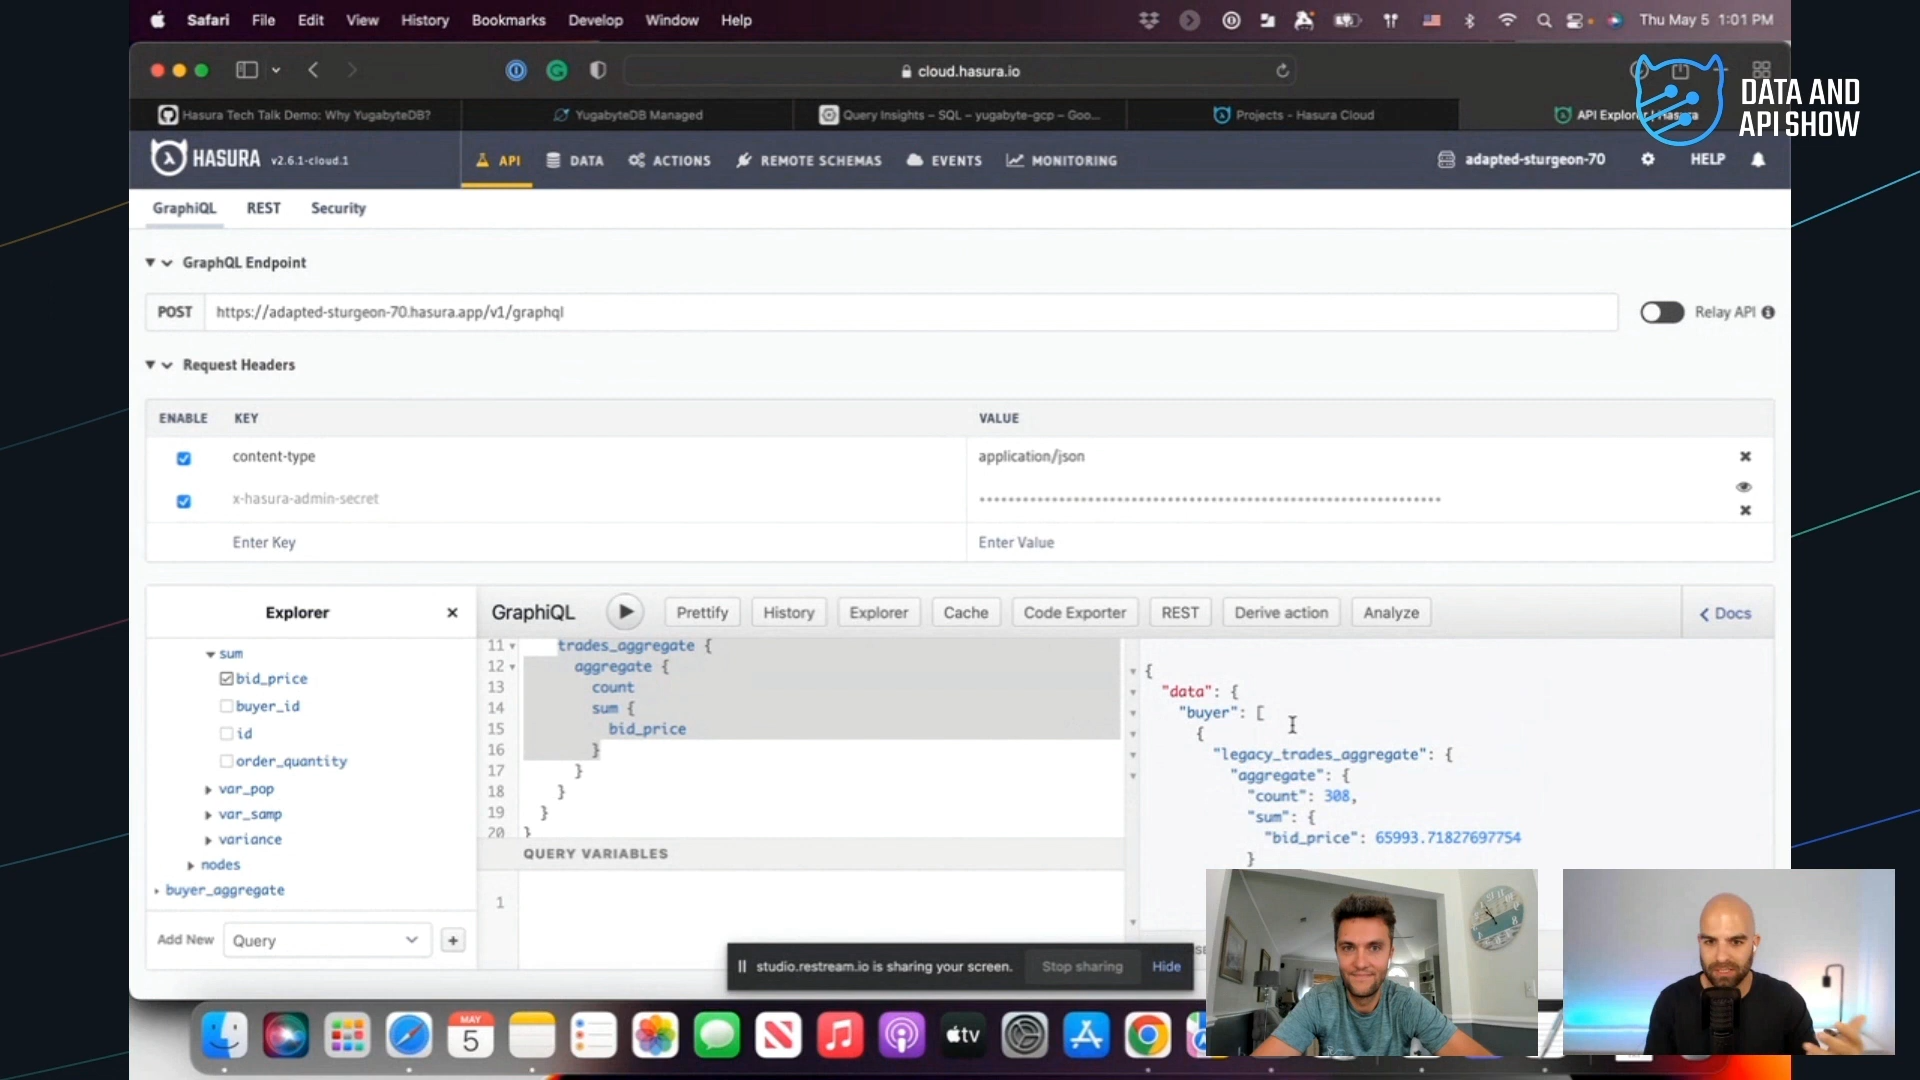 Safari File Edit View History Bookmarks Develop Window Help Thu May 5 1:01 PM
cloud.hasura.io
DATA AND
API SHOW
Hasura Tech Talk Demo: Why YugabyteDB? YugabyteDB Managed Query Insights – SQL – yugabyte-gcp – Goo... Projects - Hasura Cloud API Explorer | Hasura
HASURA v2.6.1-cloud.1 API DATA ACTIONS REMOTE SCHEMAS EVENTS MONITORING adapted-sturgeon-70 HELP
GraphiQL REST Security
GraphQL Endpoint
POST https://adapted-sturgeon-70.hasura.app/v1/graphql Relay API
Request Headers
ENABLE KEY VALUE
content-type application/json
x-hasura-admin-secret ••••••••••••••••••••••••••••••••••••••••••••••••••••••••••••••••
Enter Key Enter Value
Explorer GraphiQL Prettify History Explorer Cache Code Exporter REST Derive action Analyze Docs
sum
bid_price
buyer_id
id
order_quantity
var_pop
var_samp
variance
nodes
buyer_aggregate
Add New Query +
11 trades_aggregate {
12 aggregate {
13 count
14 sum {
15 bid_price
16 }
17 }
18 }
19 }
20 }
QUERY VARIABLES
1
{
"data": {
"buyer": [
{
"legacy_trades_aggregate": {
"aggregate": {
"count": 308,
"sum": {
"bid_price": 65993.71827697754
}
studio.restream.io is sharing your screen. Stop sharing Hide
MAY
5
tv